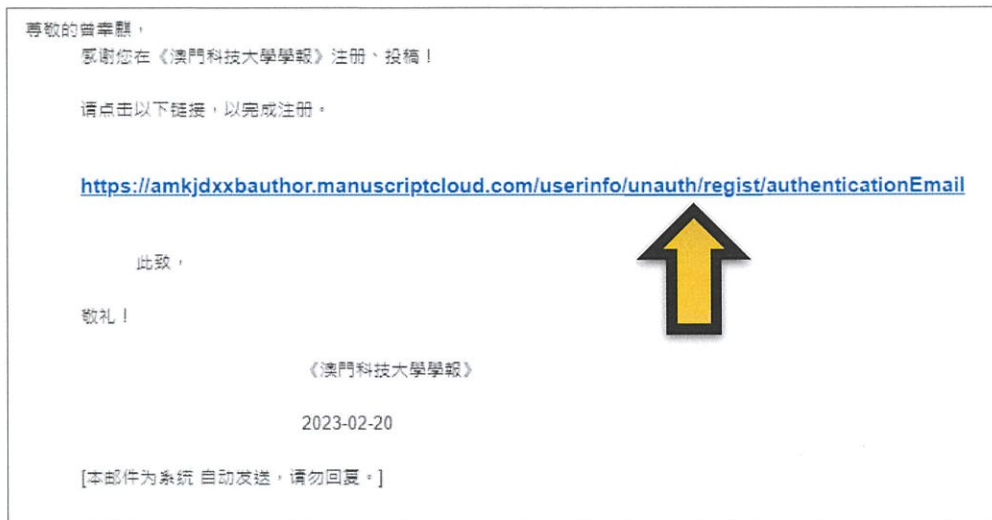 尊敬的曾幸麒，
感谢您在《澳門科技大學學報》注册、投稿！
请点击以下链接，以完成注册。
https://amkjdxxbauthor.manuscriptcloud.com/userinfo/unauth/regist/authenticationEmail
此致，
敬礼！
《澳門科技大學學報》
2023-02-20
[本邮件为系统 自动发送，请勿回复。]